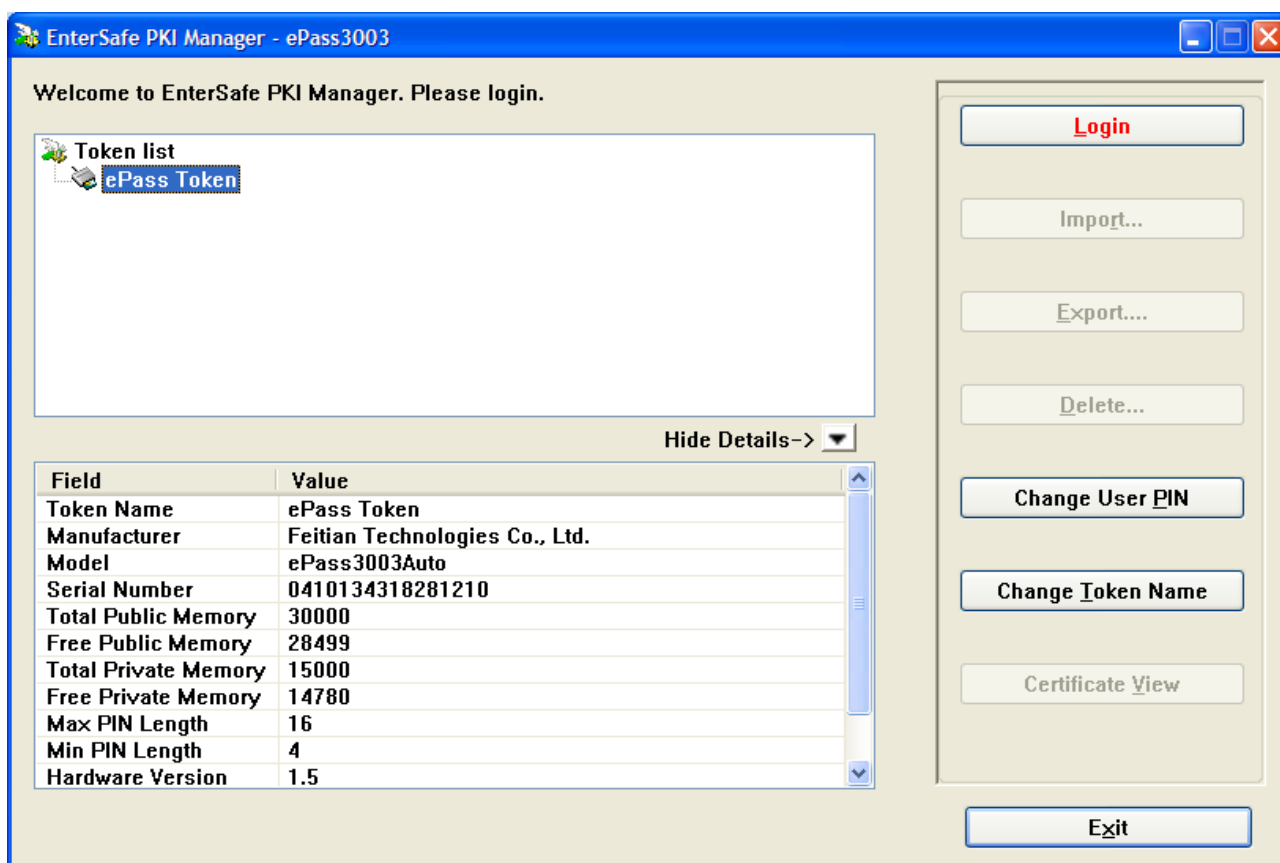 EnterSafe PKI Manager - ePass3003
Welcome to EnterSafe PKI Manager. Please login.
Token list
ePass Token
Hide Details->
Field Value
Token Name ePass Token
Manufacturer Feitian Technologies Co., Ltd.
Model ePass3003Auto
Serial Number 0410134318281210
Total Public Memory 30000
Free Public Memory 28499
Total Private Memory 15000
Free Private Memory 14780
Max PIN Length 16
Min PIN Length 4
Hardware Version 1.5
Login
Import...
Export....
Delete...
Change User PIN
Change Token Name
Certificate View
Exit